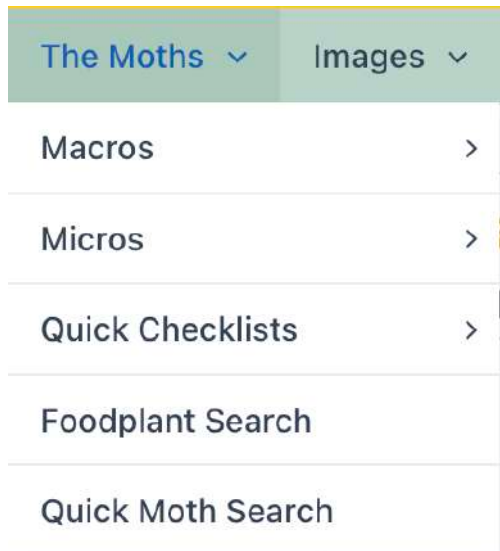 The Moths Images
Macros
Micros
Quick Checklists
Foodplant Search
Quick Moth Search